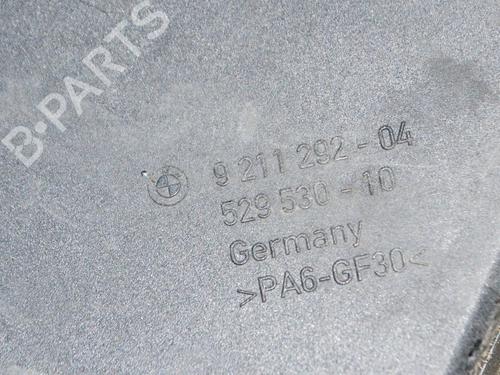 B-PARTS
9 211 292 - 04
529 530 - 10
Germany
>PA6-GF30<